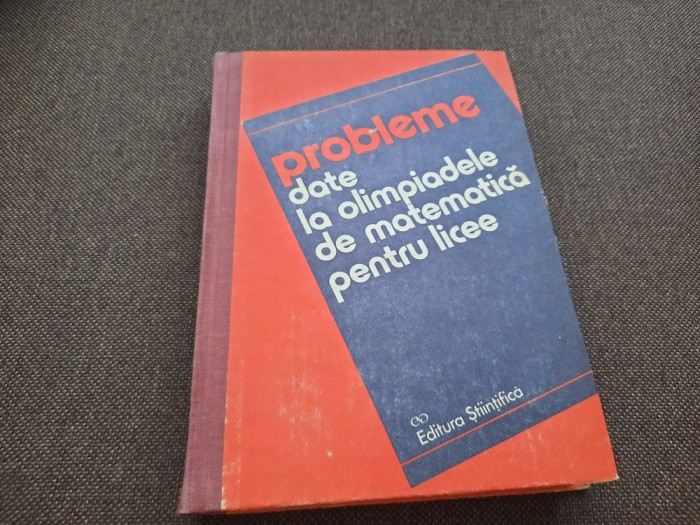 probleme
date
la olimpiadele
de matematică
pentru licee
Editura Științifică